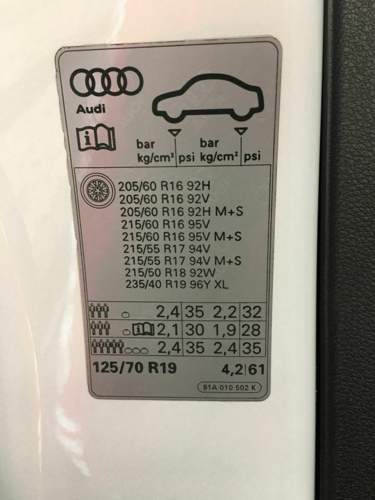 Audi
bar bar
kg/cm² psi kg/cm² psi
205/60 R16 92H
205/60 R16 92V
205/60 R16 92H M+S
215/60 R16 95V
215/60 R16 95V M+S
215/55 R17 94V
215/55 R17 94V M+S
215/50 R18 92W
235/40 R19 96Y XL
2,4 35 2,2 32
2,1 30 1,9 28
2,4 35 2,4 35
125/70 R19 4,2 61
81A 010 502 K